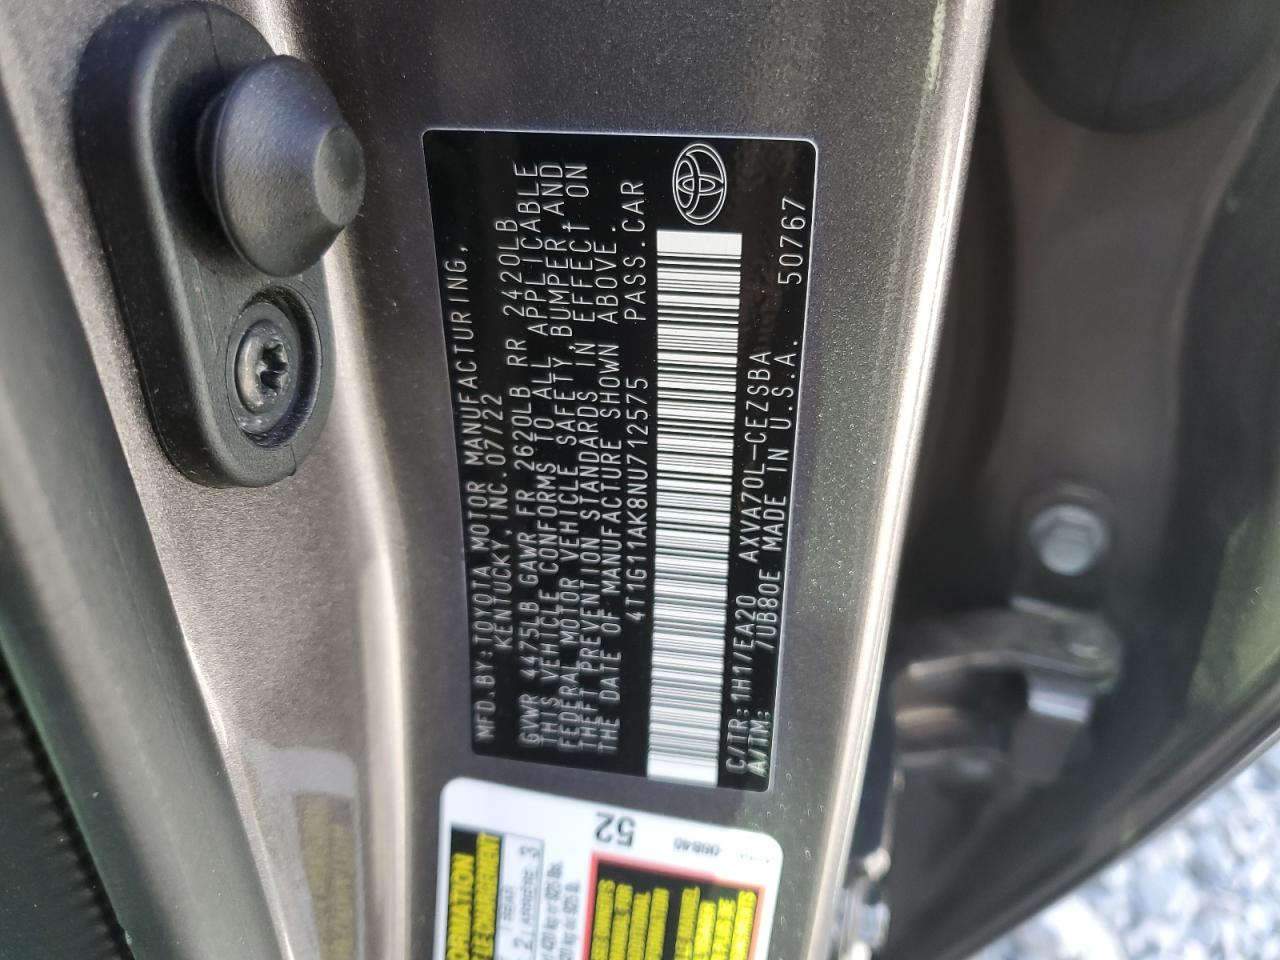 MFD.BY:TOYOTA MOTOR MANUFACTURING,
KENTUCKY,INC.07/22
GVWR 4475LB GAWR FR 2620LB RR 2420LB
THIS VEHICLE CONFORMS TO ALL APPLICABLE
FEDERAL MOTOR VEHICLE SAFETY,BUMPER,AND
THEFT PREVENTION STANDARDS IN EFFECT ON
THE DATE OF MANUFACTURE SHOWN ABOVE.
4T1G11AK8NU712575 PASS.CAR
C/TR:1H17EA20 AXVA70L-CEZSBA
A/TM: 7UB80E MADE IN U.S.A. 50767
52